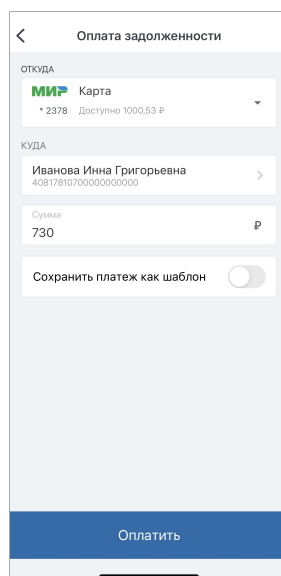 Оплата задолженности
ОТКУДА
МИР Карта
* 2378 Доступно 1000,53 ₽
КУДА
Иванова Инна Григорьевна
40817810700000000000
Сумма
730 ₽
Сохранить платеж как шаблон
Оплатить